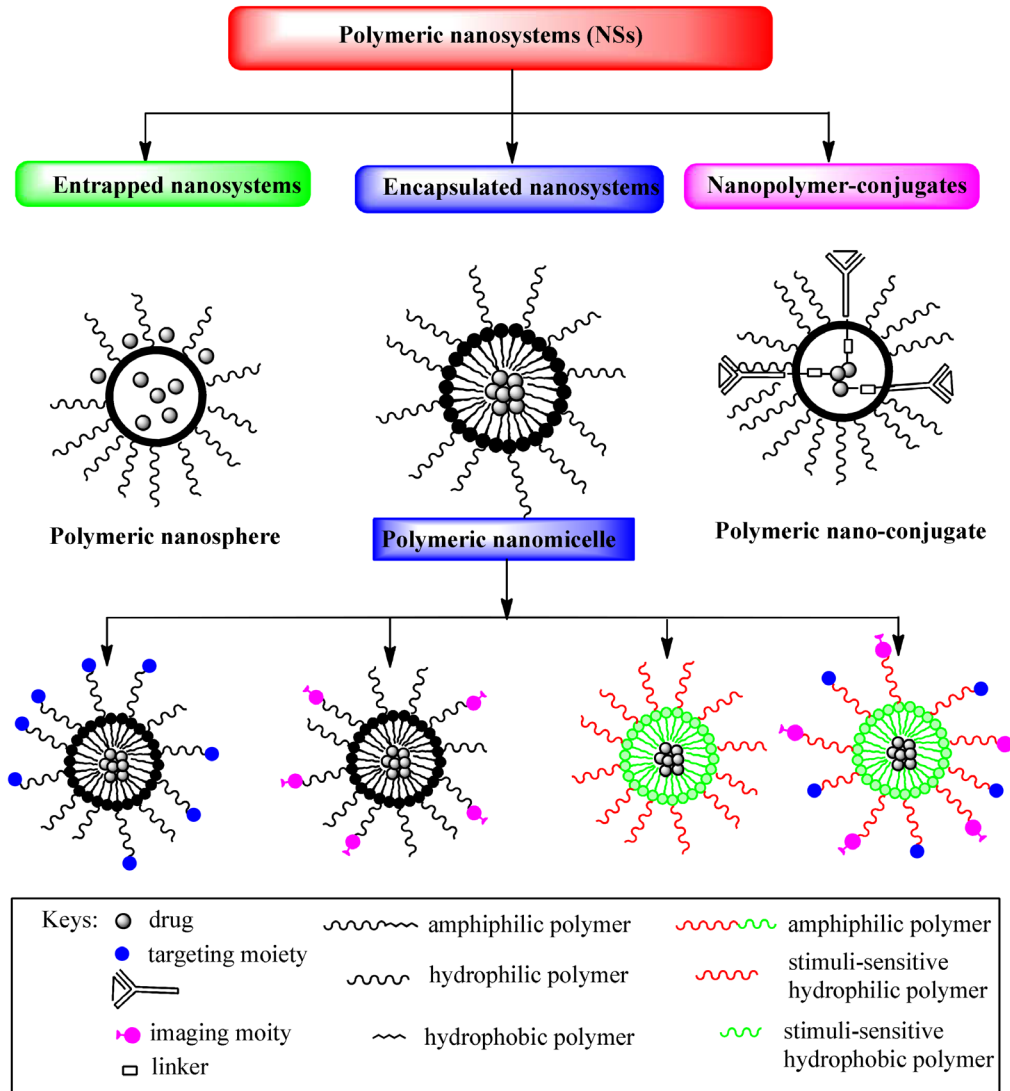 Polymeric nanosystems (NSs)
Entrapped nanosystems
Encapsulated nanosystems
Nanopolymer-conjugates
Polymeric nanosphere
Polymeric nanomicelle
Polymeric nano-conjugate
Keys:
drug
targeting moiety
imaging moity
linker
amphiphilic polymer
hydrophilic polymer
hydrophobic polymer
amphiphilic polymer
stimuli-sensitive
hydrophilic polymer
stimuli-sensitive
hydrophobic polymer